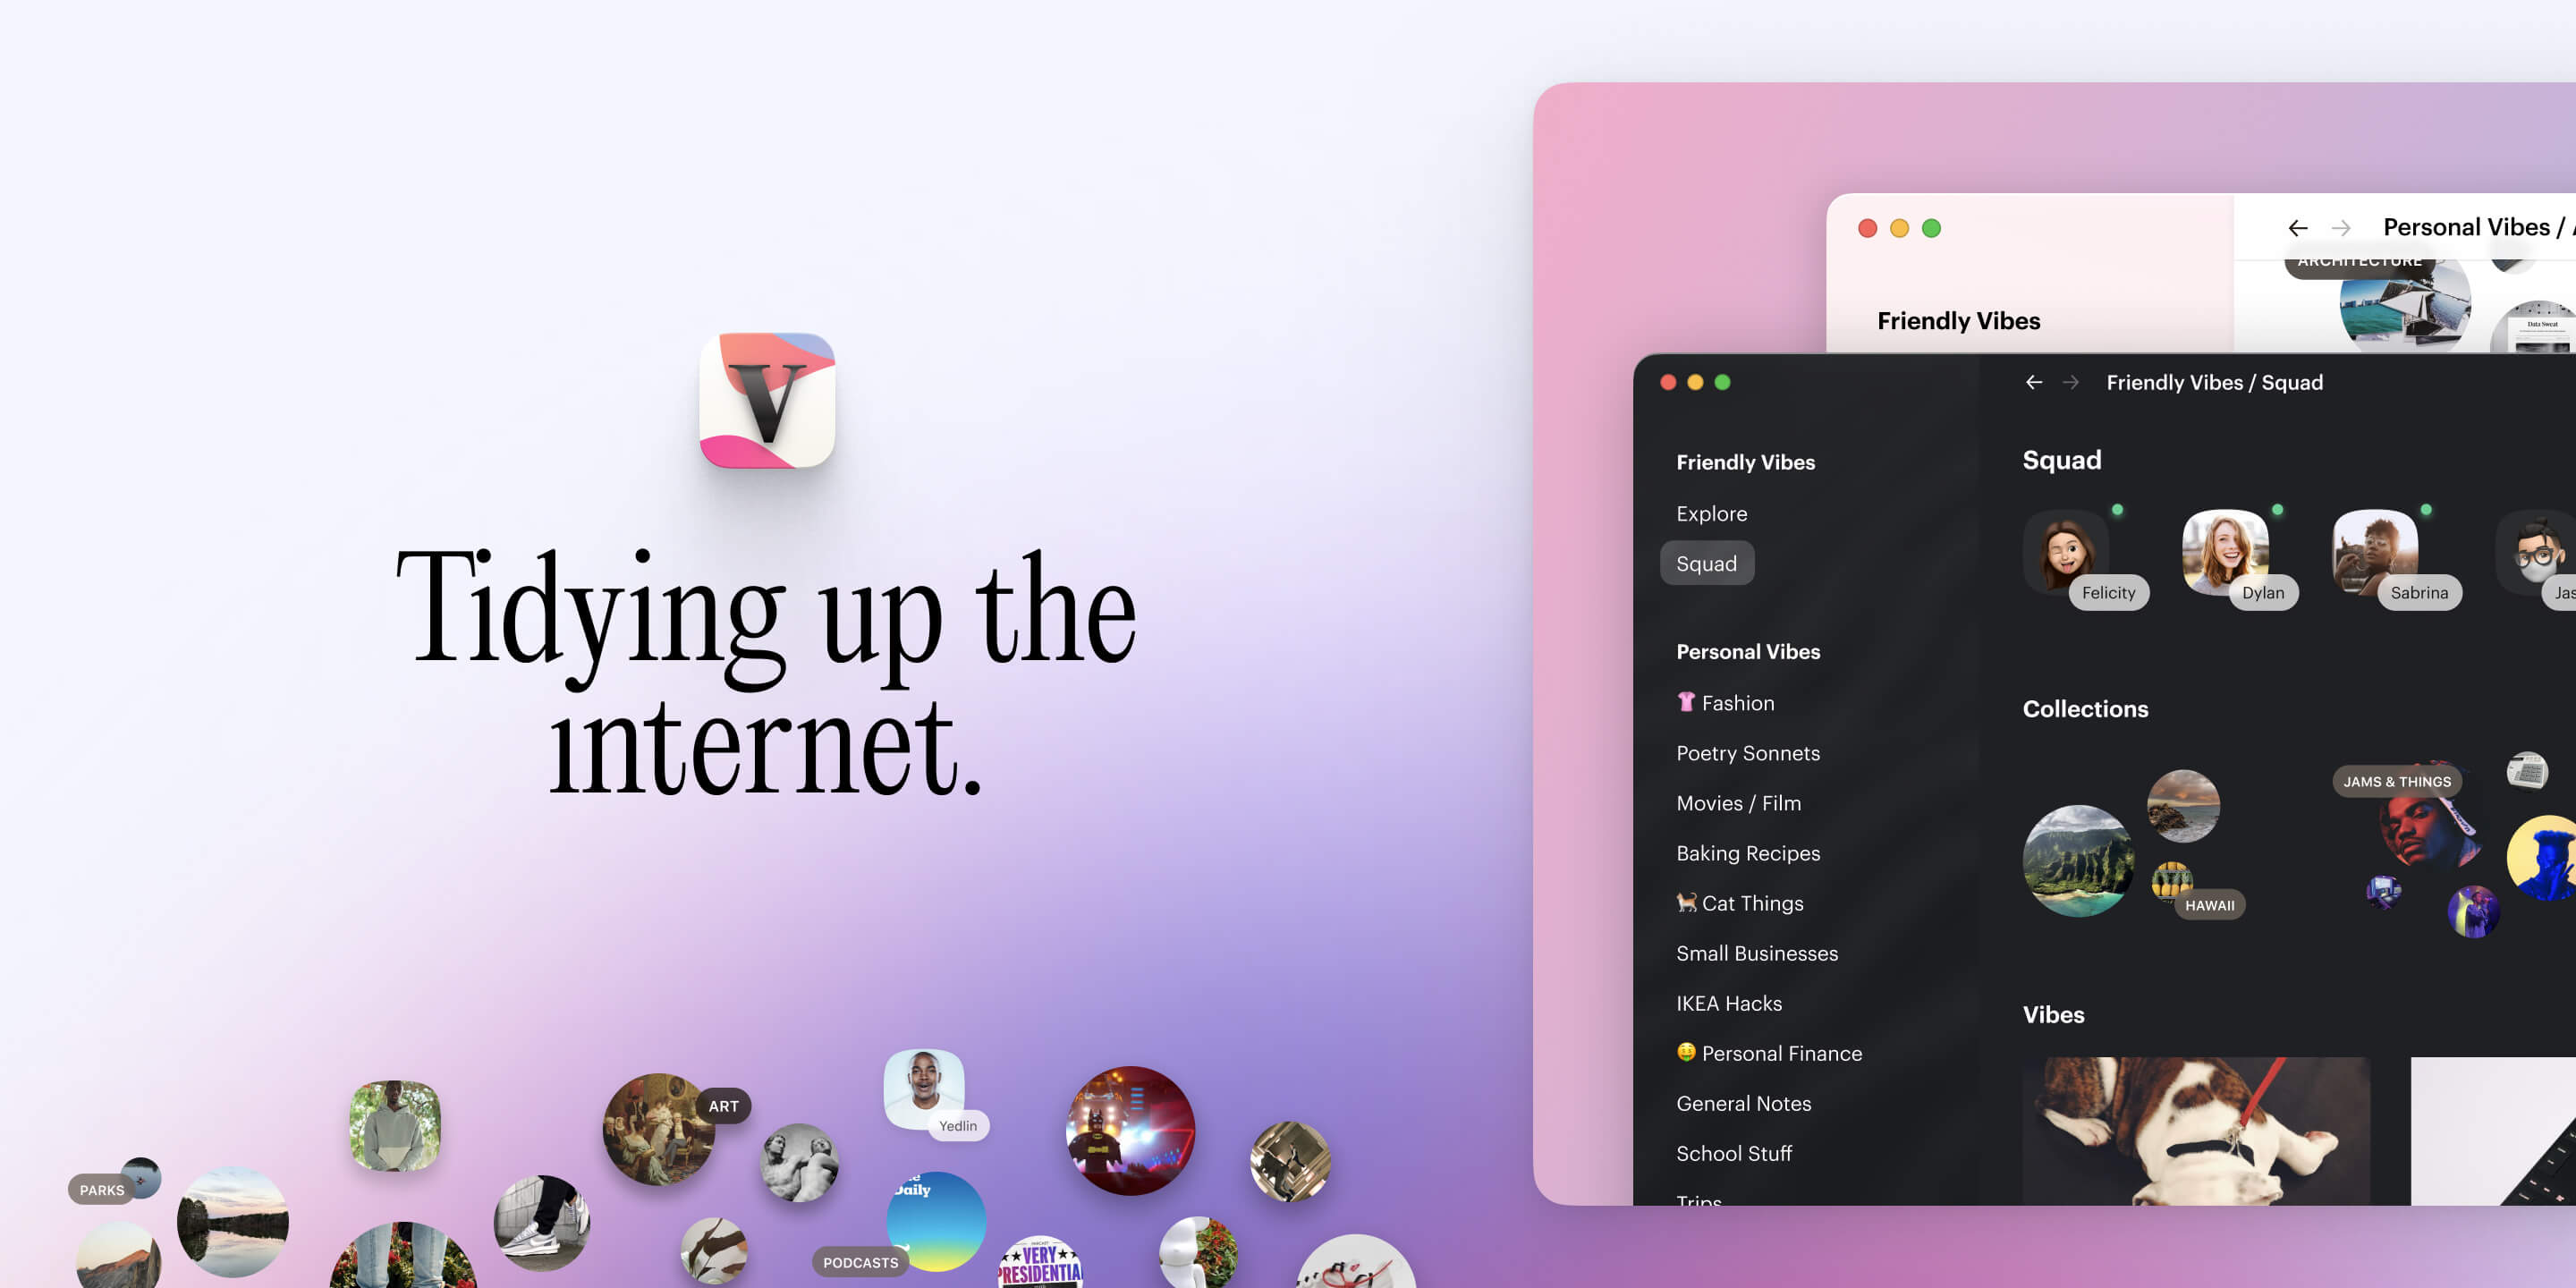 V
Tidying up the
internet.
ART
Yedlin
PARKS
Daily
PODCASTS
VERY
Personal Vibes /
ARCHITECTURE
Data Sweat
Friendly Vibes
Friendly Vibes / Squad
Friendly Vibes
Explore
Squad
Personal Vibes
Fashion
Poetry Sonnets
Movies / Film
Baking Recipes
Cat Things
Small Businesses
IKEA Hacks
Personal Finance
General Notes
School Stuff
Trips
Squad
Felicity
Dylan
Sabrina
Jas
Collections
JAMS & THINGS
HAWAII
Vibes